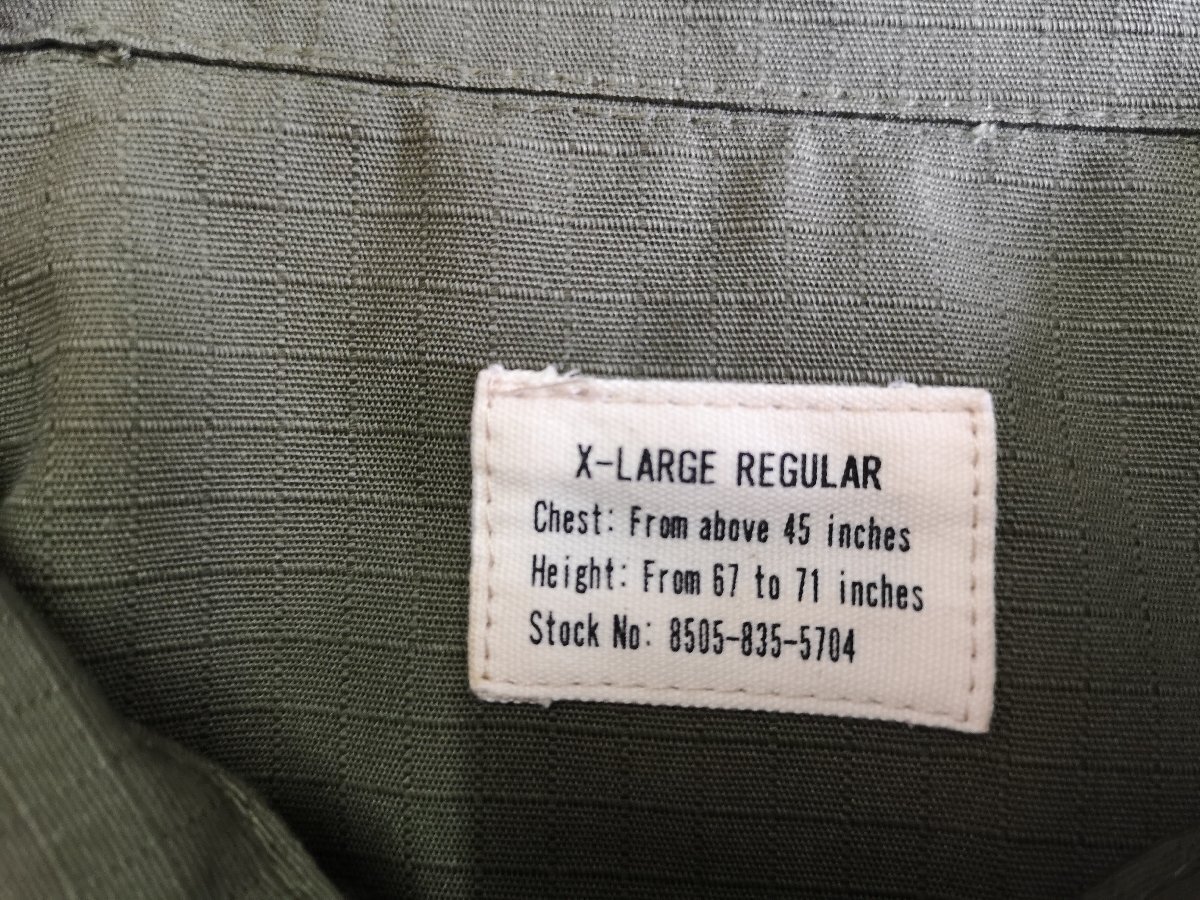 X-LARGE REGULAR
Chest: From above 45 inches
Height: From 67 to 71 inches
Stock No: 8505-835-5704